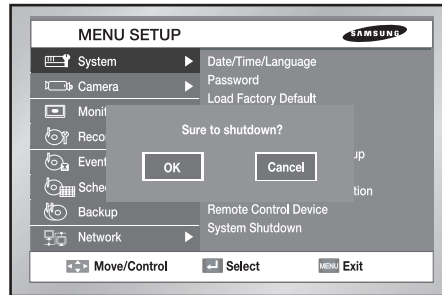 MENU SETUP
SAMSUNG
System
Date/Time/Language
Camera
Password
Load Factory Default
Sure to shutdown?
OK
Cancel
Backup
Remote Control Device
Network
System Shutdown
Move/Control
Select
MENU
Exit